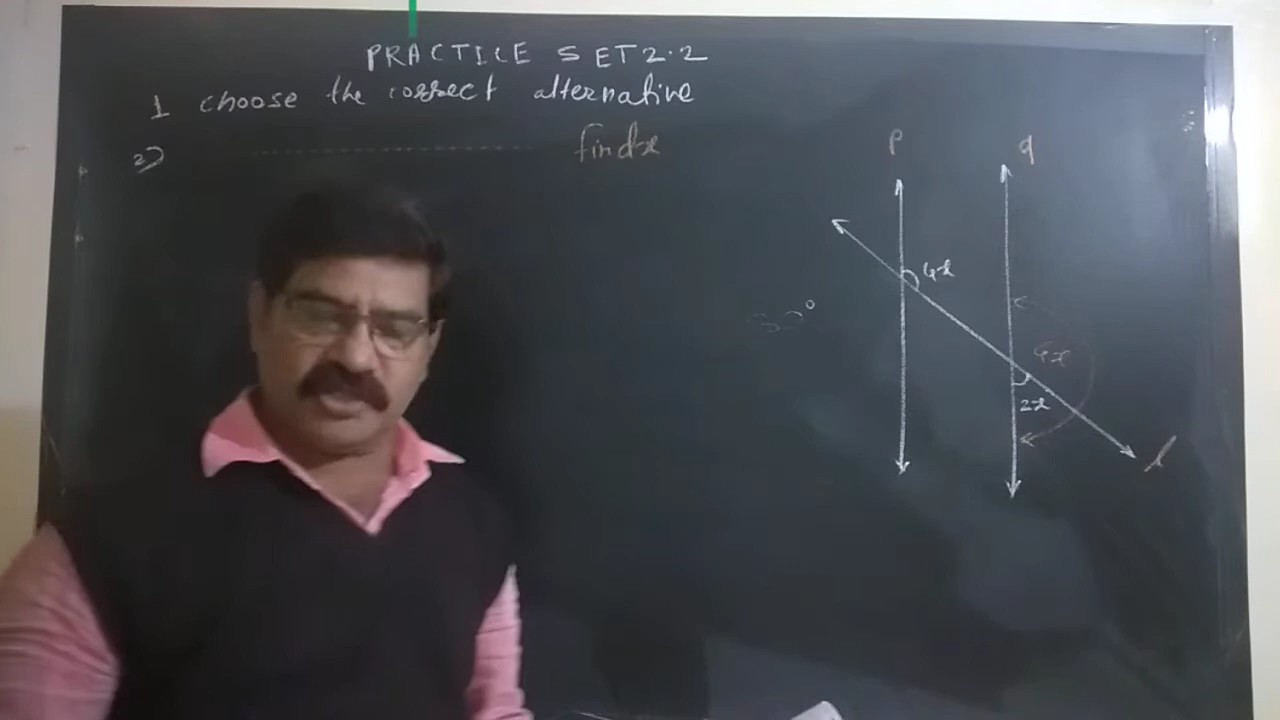 PRACTICE SET 2.2
1 choose the correct alternative
2) .............................. find x
p q
4x
4x
2x
l